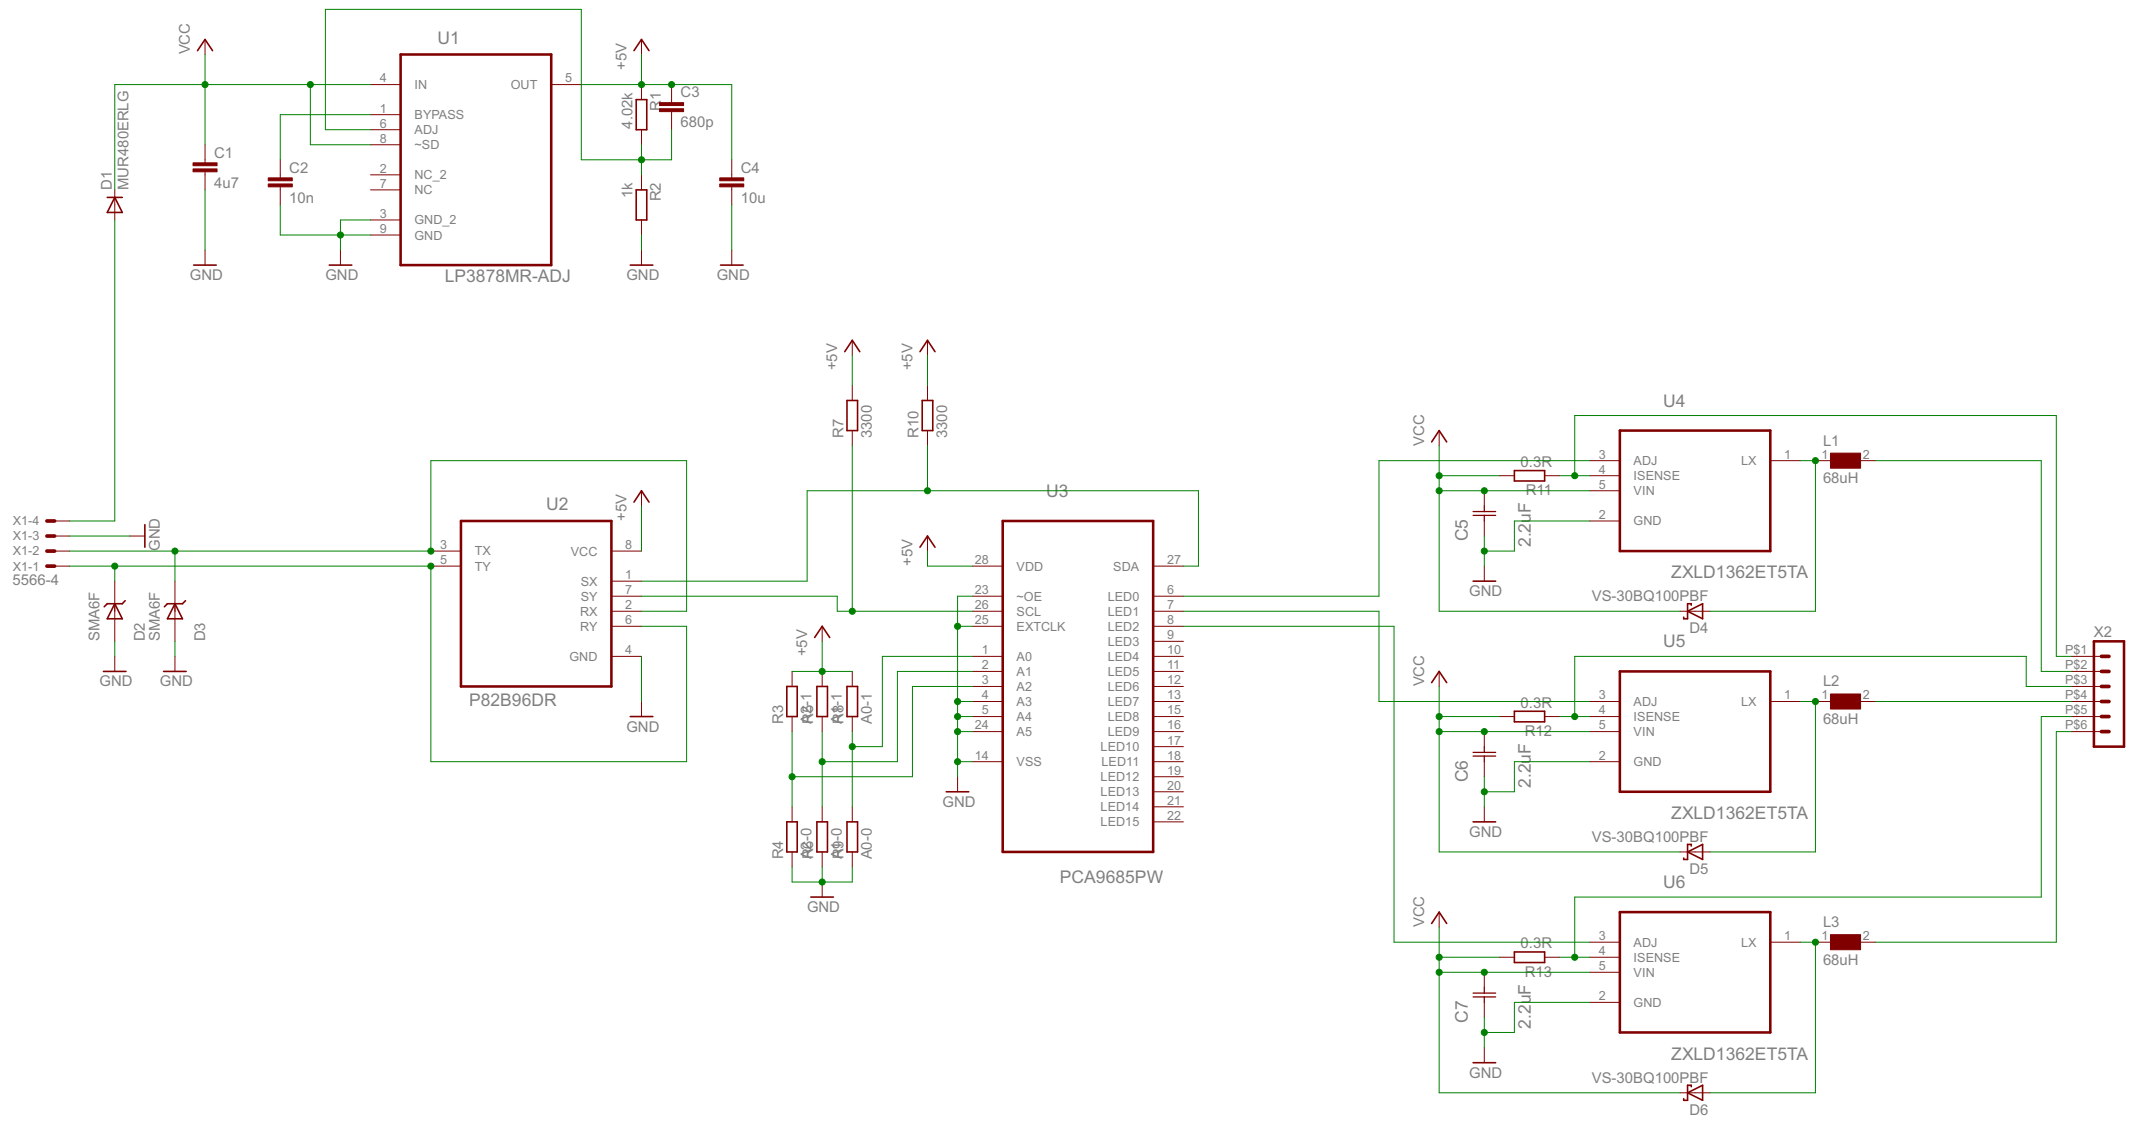 VCC
U1
4 IN
1 BYPASS
6 ADJ
8 ~SD
2 NC_2
7 NC
3 GND_2
9 GND
OUT 5
LP3878MR-ADJ
D1
MUR480ERLG
C1
4u7
GND
C2
10n
GND
+5V
4.02k
R1
C3
680p
1k
R2
GND
C4
10u
GND
X1-4
X1-3
X1-2
X1-1
5566-4
GND
SMA6F
D2
GND
SMA6F
D3
GND
U2
3 TX
5 TY
VCC 8
SX 1
SY 7
RX 2
RY 6
GND 4
P82B96DR
+5V
GND
+5V
R7
3300
+5V
R10
3300
+5V
U3
28 VDD
23 ~OE
26 SCL
25 EXTCLK
1 A0
2 A1
3 A2
4 A3
5 A4
24 A5
14 VSS
SDA 27
LED0 6
LED1 7
LED2 8
LED3 9
LED4 10
LED5 11
LED6 12
LED7 13
LED8 15
LED9 16
LED10 17
LED11 18
LED12 19
LED13 20
LED14 21
LED15 22
PCA9685PW
GND
+5V
R3
A0-1
R4
A0-0
GND
VCC
U4
0.3R
R11
3 ADJ
4 ISENSE
5 VIN
2 GND
LX 1
ZXLD1362ET5TA
C5
2.2uF
GND
L1
1 2
68uH
VS-30BQ100PBF
D4
VCC
U5
0.3R
R12
3 ADJ
4 ISENSE
5 VIN
2 GND
LX 1
ZXLD1362ET5TA
C6
2.2uF
GND
L2
1 2
68uH
VS-30BQ100PBF
D5
VCC
U6
0.3R
R13
3 ADJ
4 ISENSE
5 VIN
2 GND
LX 1
ZXLD1362ET5TA
C7
2.2uF
GND
L3
1 2
68uH
VS-30BQ100PBF
D6
X2
P$1
P$2
P$3
P$4
P$5
P$6